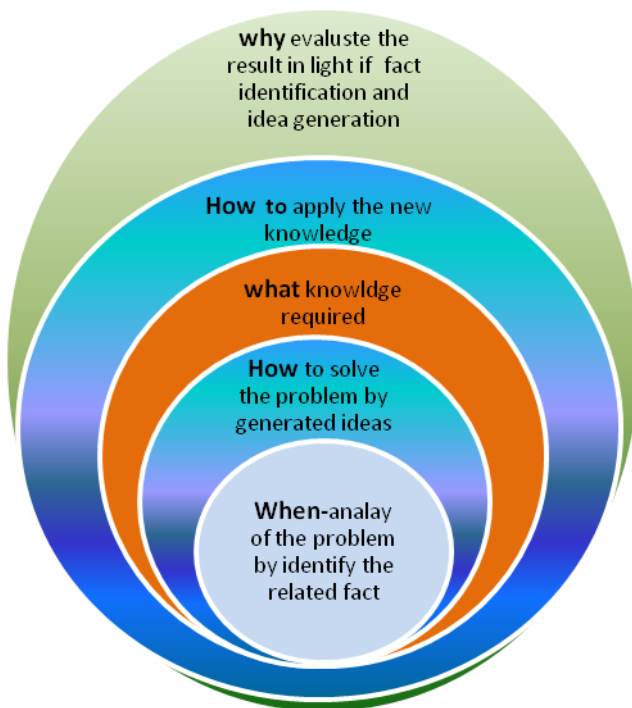 why evaluste the
result in light if fact
identification and
idea generation
How to apply the new
knowledge
what knowldge
required
How to solve
the problem by
generated ideas
When-analay
of the problem
by identify the
related fact